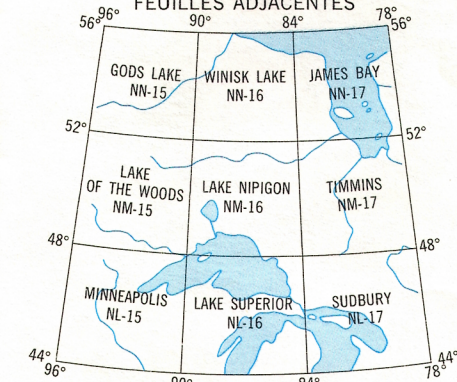 FEUILLES ADJACENTES
96° 90° 84° 78°
56° 56°
GODS LAKE
NN-15
WINISK LAKE
NN-16
JAMES BAY
NN-17
52° 52°
LAKE
OF THE WOODS
NM-15
LAKE NIPIGON
NM-16
TIMMINS
NM-17
48° 48°
MINNEAPOLIS
NL-15
LAKE SUPERIOR
NL-16
SUDBURY
NL-17
44° 44°
96° 78°